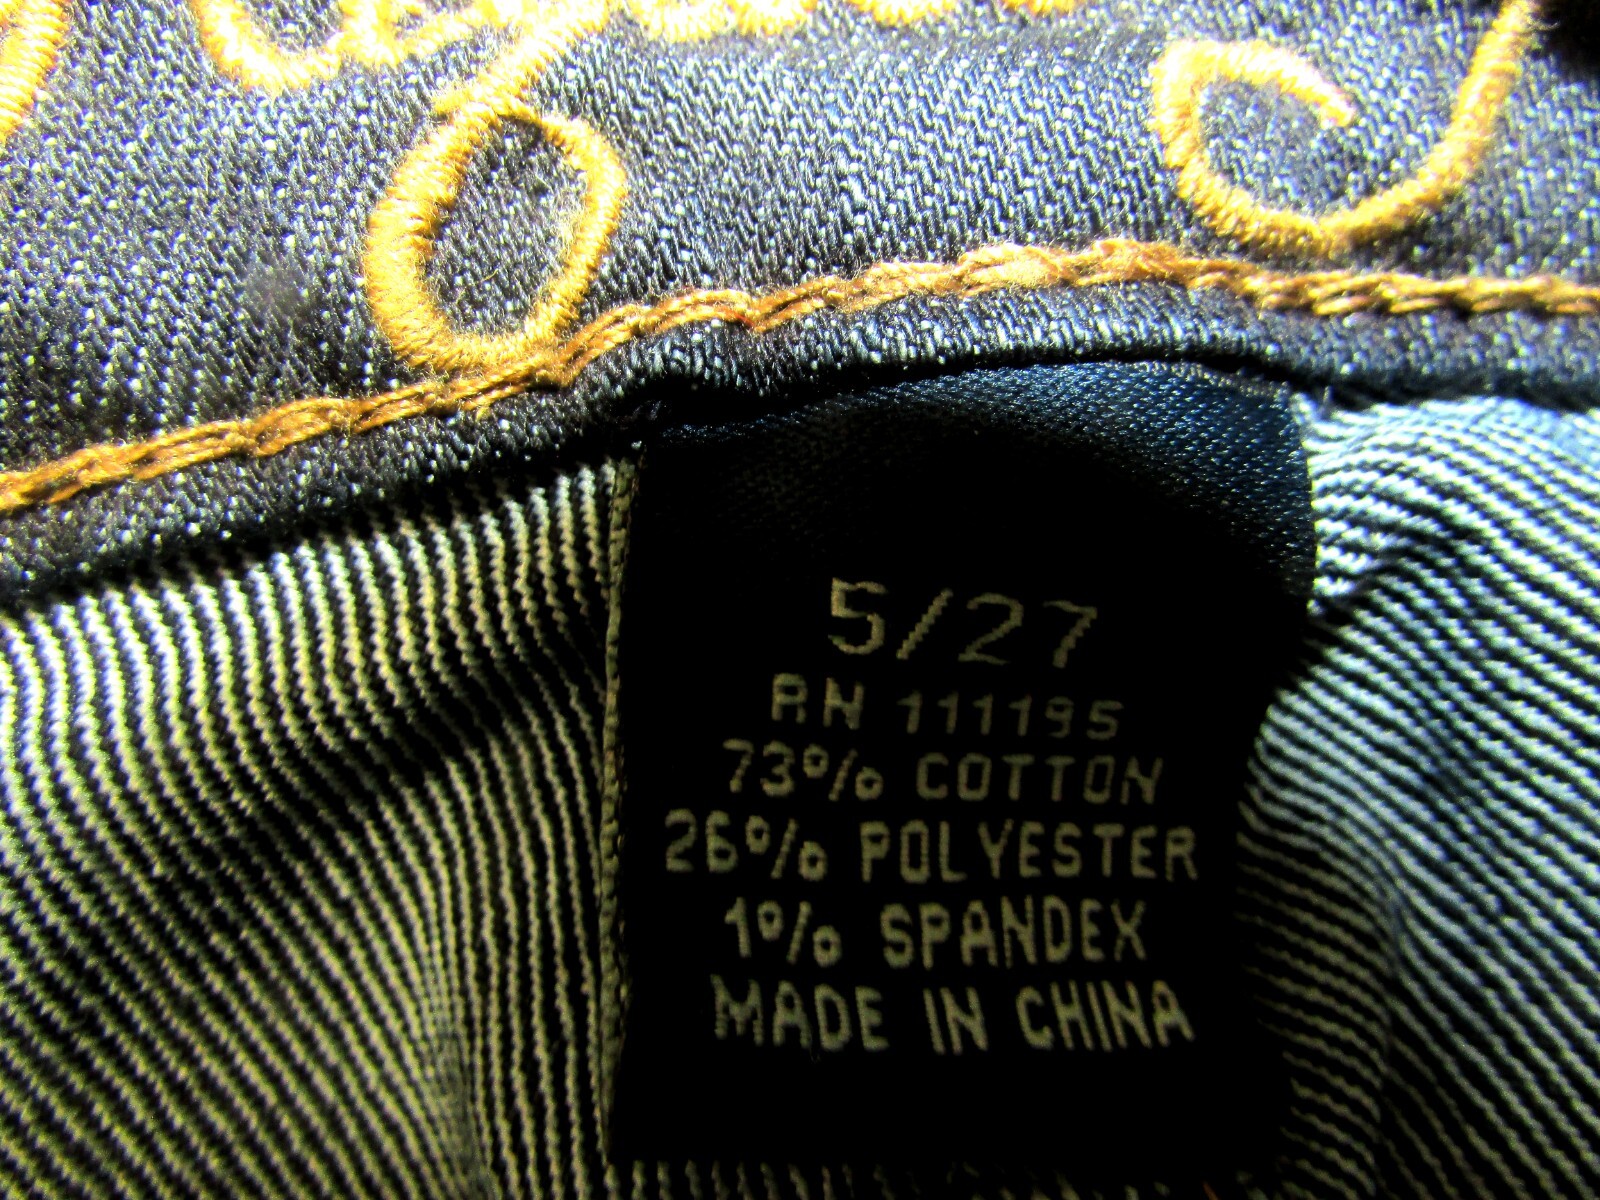 5/27
RN 111195
73% COTTON
26% POLYESTER
1% SPANDEX
MADE IN CHINA